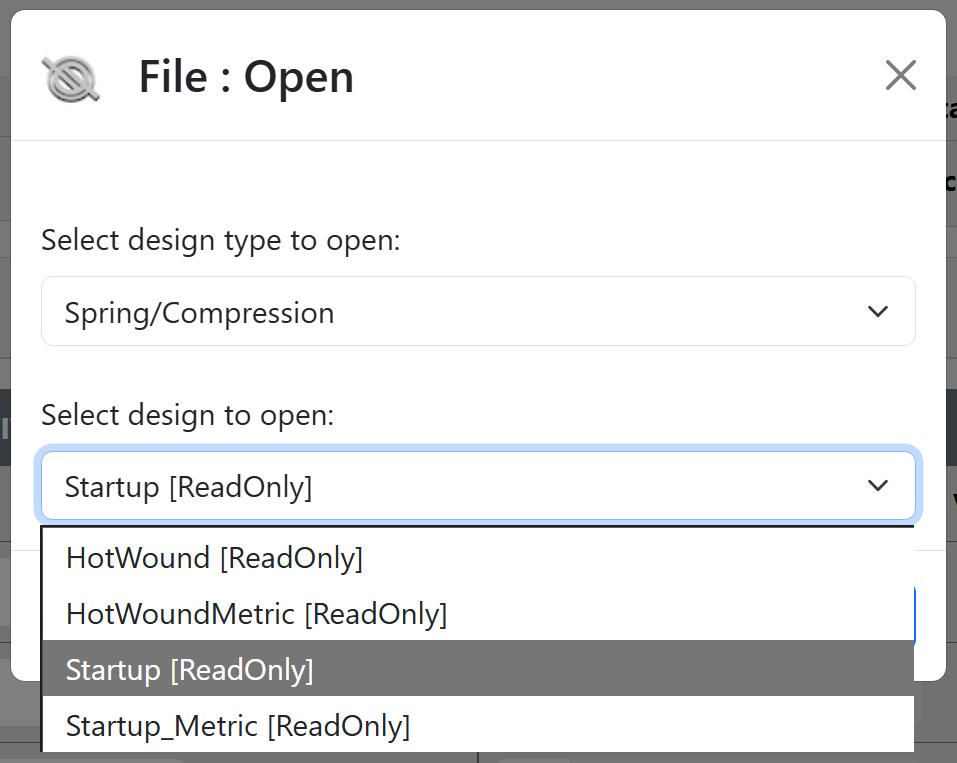 File : Open
Select design type to open:
Spring/Compression
Select design to open:
Startup [ReadOnly]
HotWound [ReadOnly]
HotWoundMetric [ReadOnly]
Startup [ReadOnly]
Startup_Metric [ReadOnly]